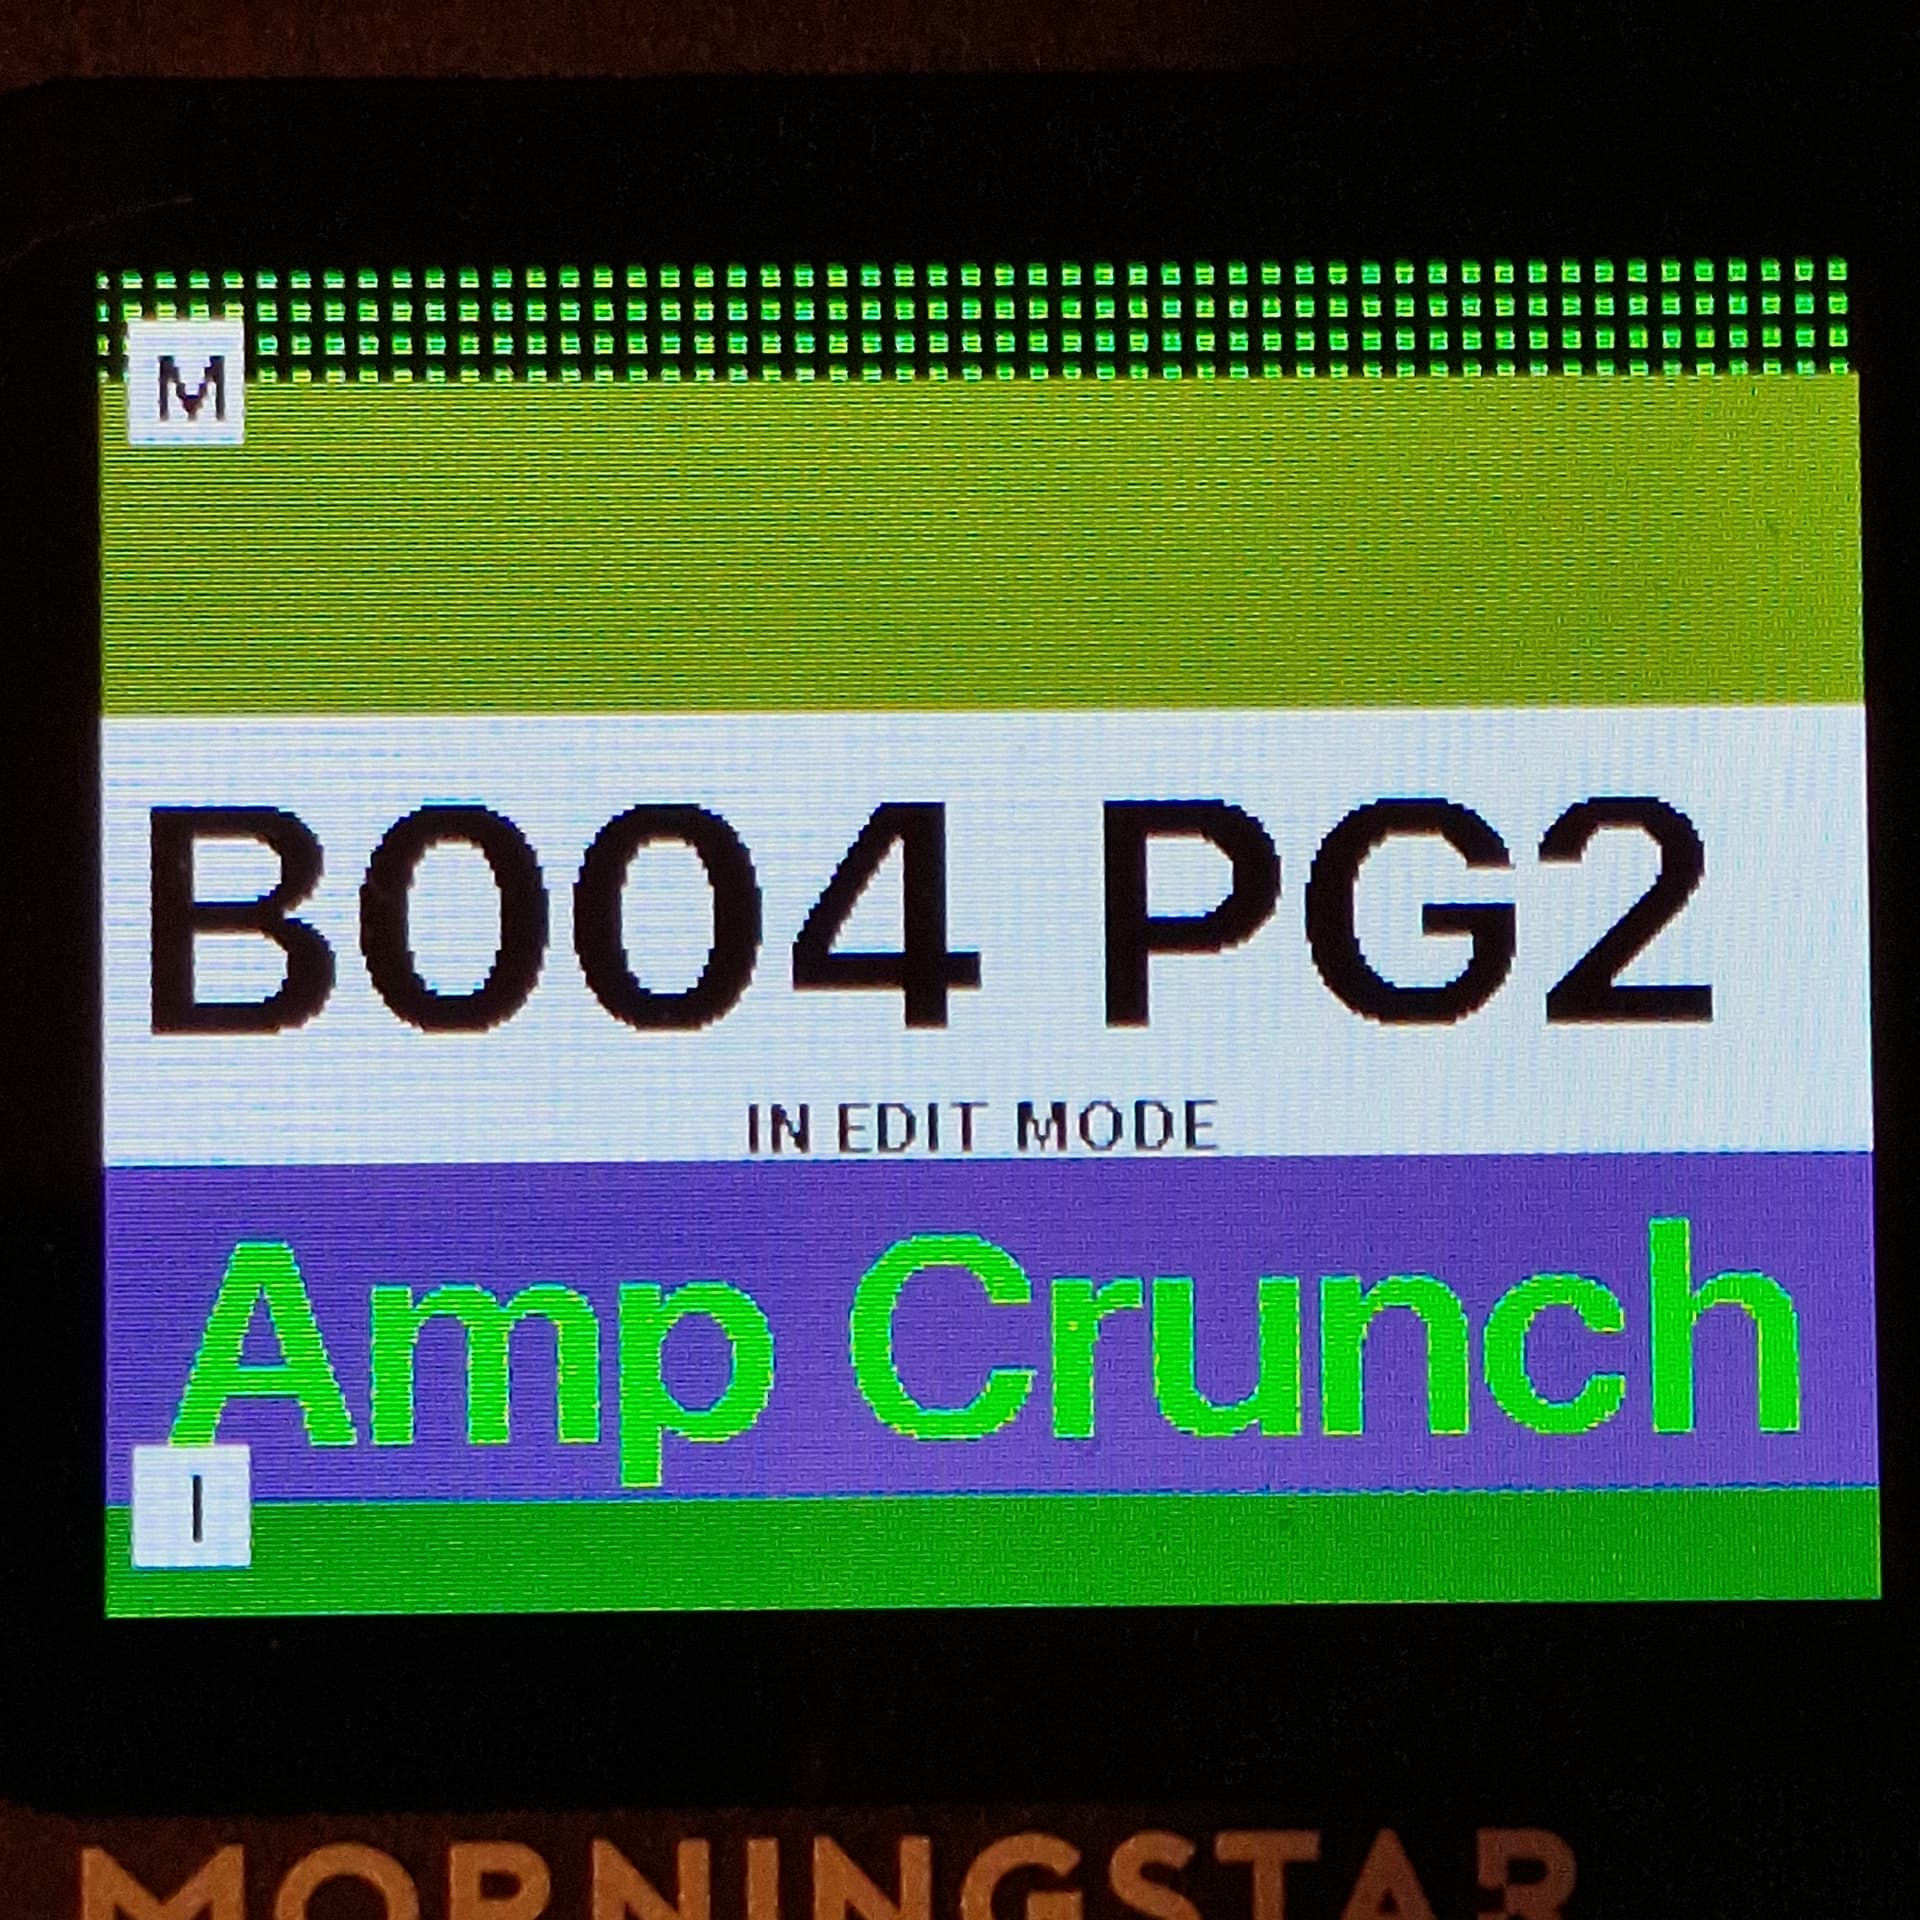 M
B004 PG2
IN EDIT MODE
Amp Crunch
I
MORNINGSTAR